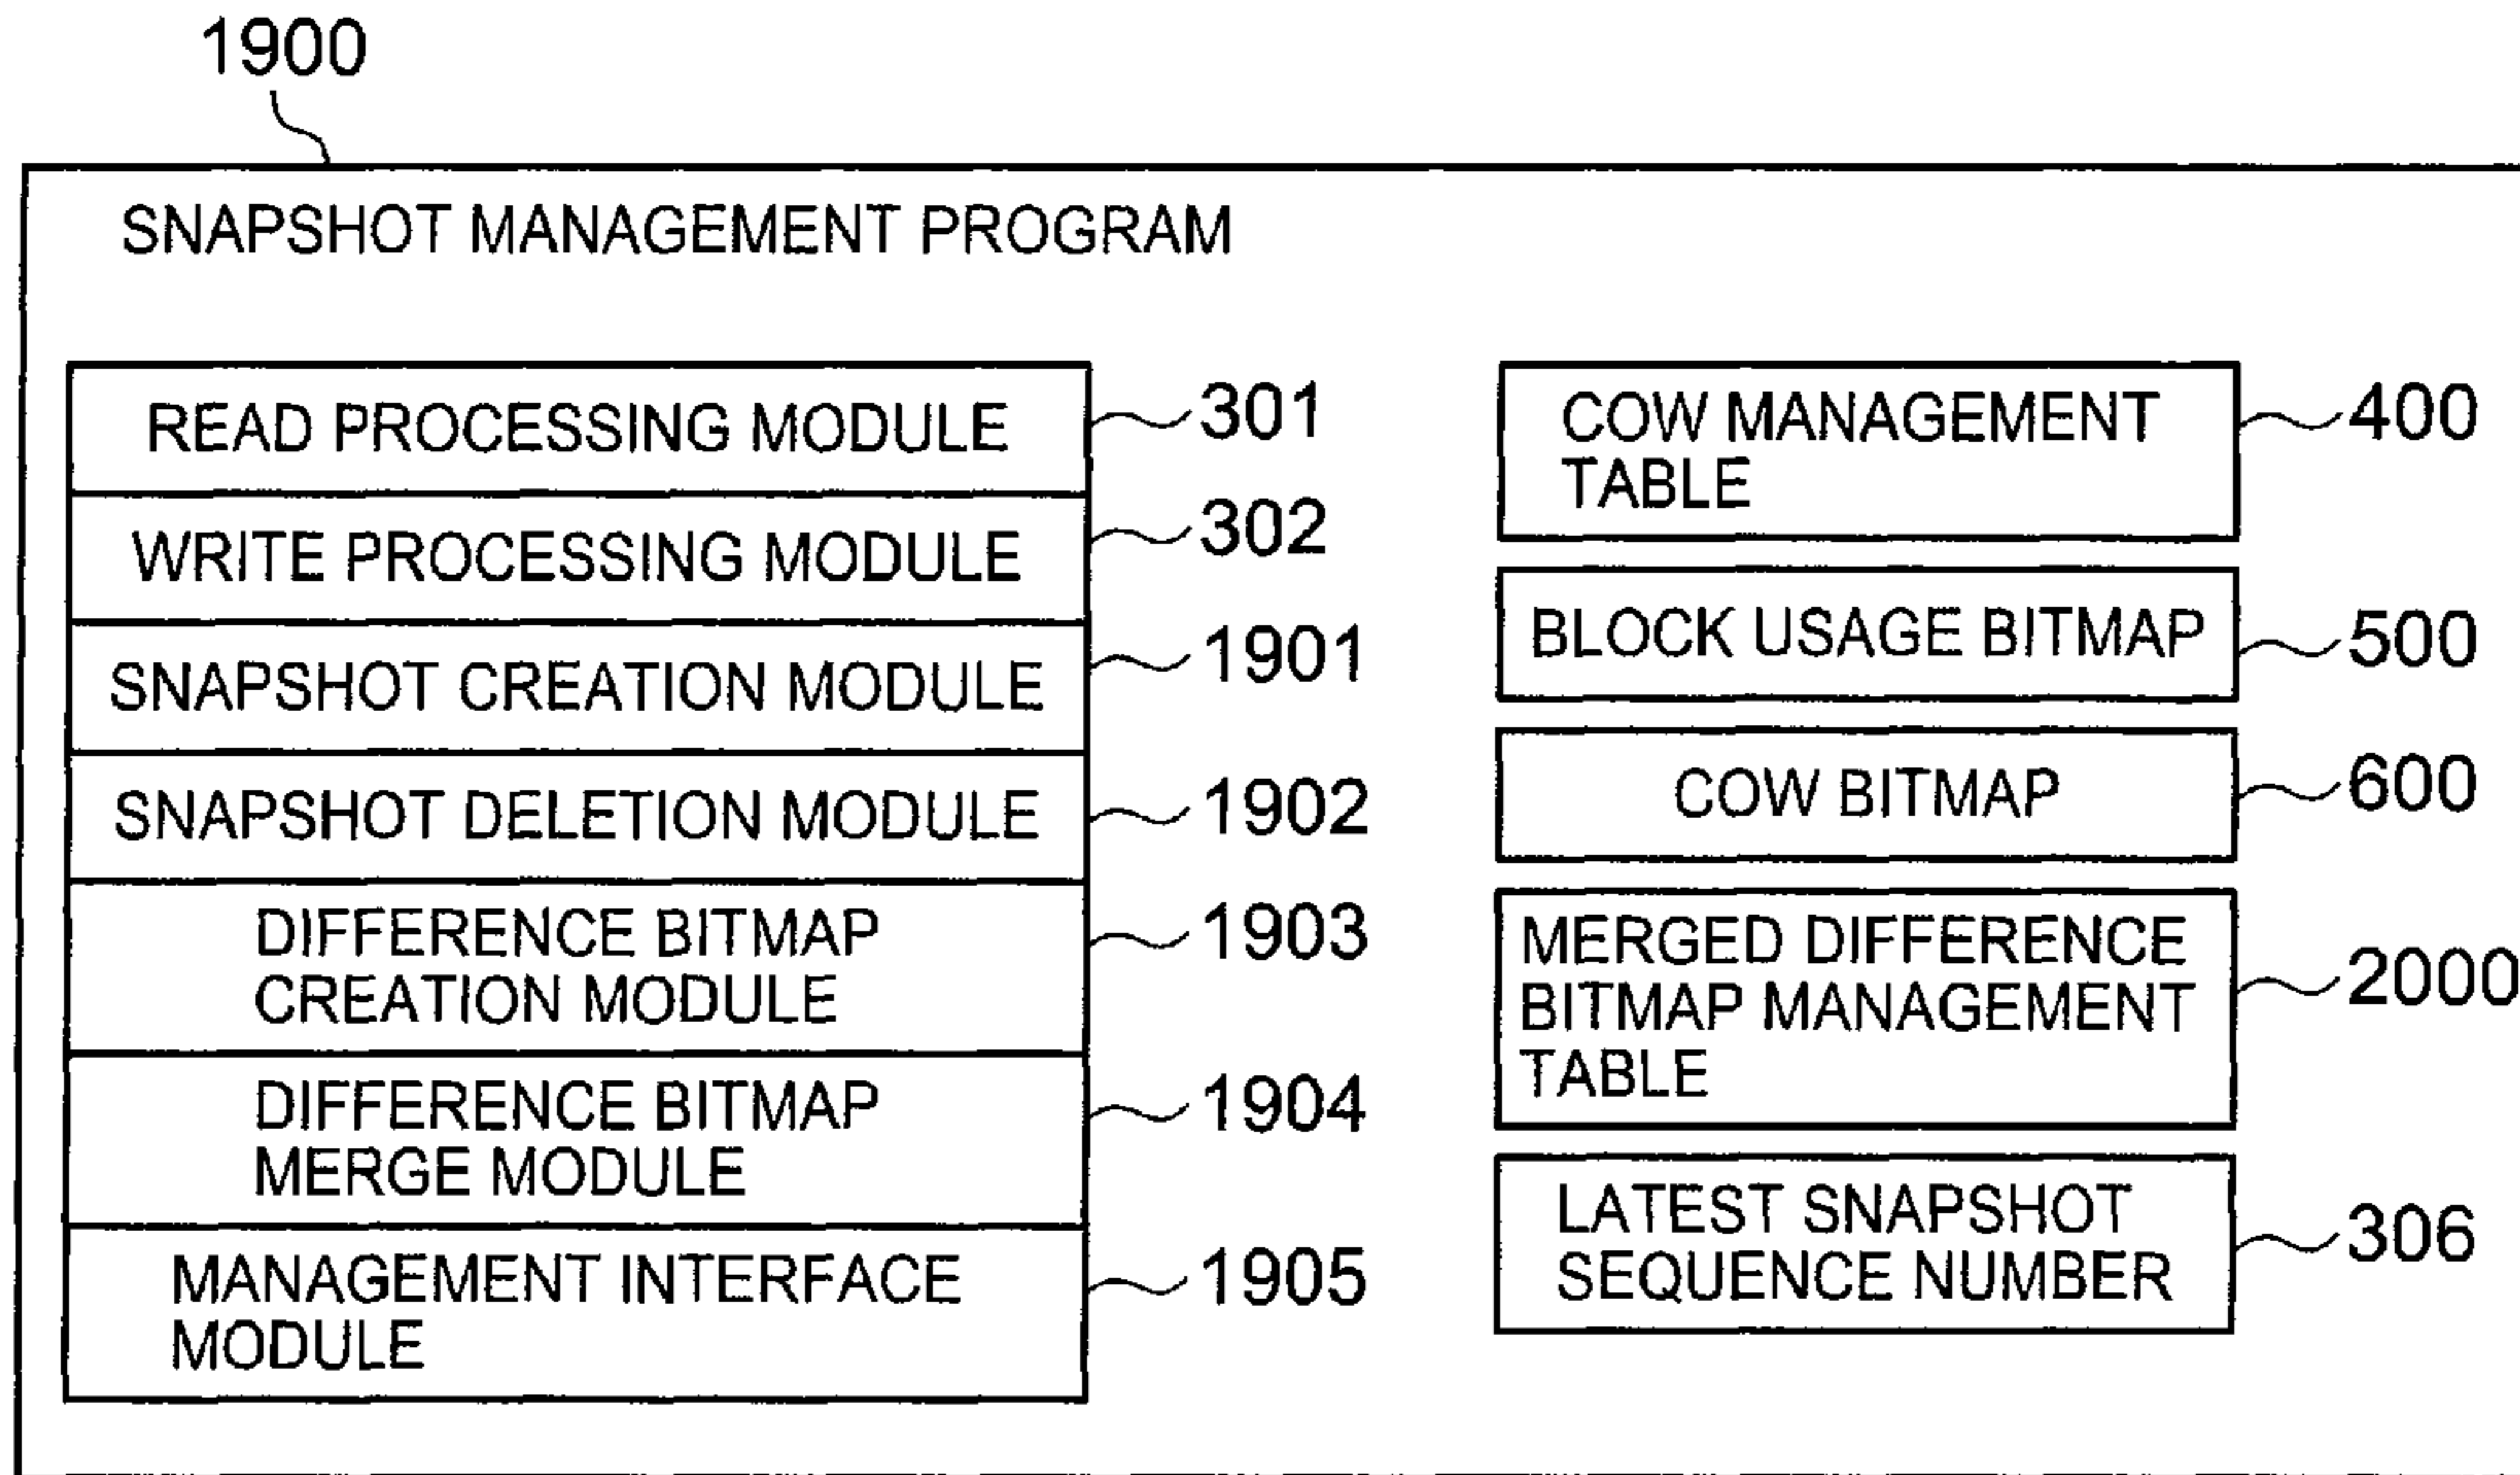 1900
SNAPSHOT MANAGEMENT PROGRAM
READ PROCESSING MODULE
301
WRITE PROCESSING MODULE
302
SNAPSHOT CREATION MODULE
1901
SNAPSHOT DELETION MODULE
1902
DIFFERENCE BITMAP
CREATION MODULE
1903
DIFFERENCE BITMAP
MERGE MODULE
1904
MANAGEMENT INTERFACE
MODULE
1905
COW MANAGEMENT
TABLE
400
BLOCK USAGE BITMAP
500
COW BITMAP
600
MERGED DIFFERENCE
BITMAP MANAGEMENT
TABLE
2000
LATEST SNAPSHOT
SEQUENCE NUMBER
306